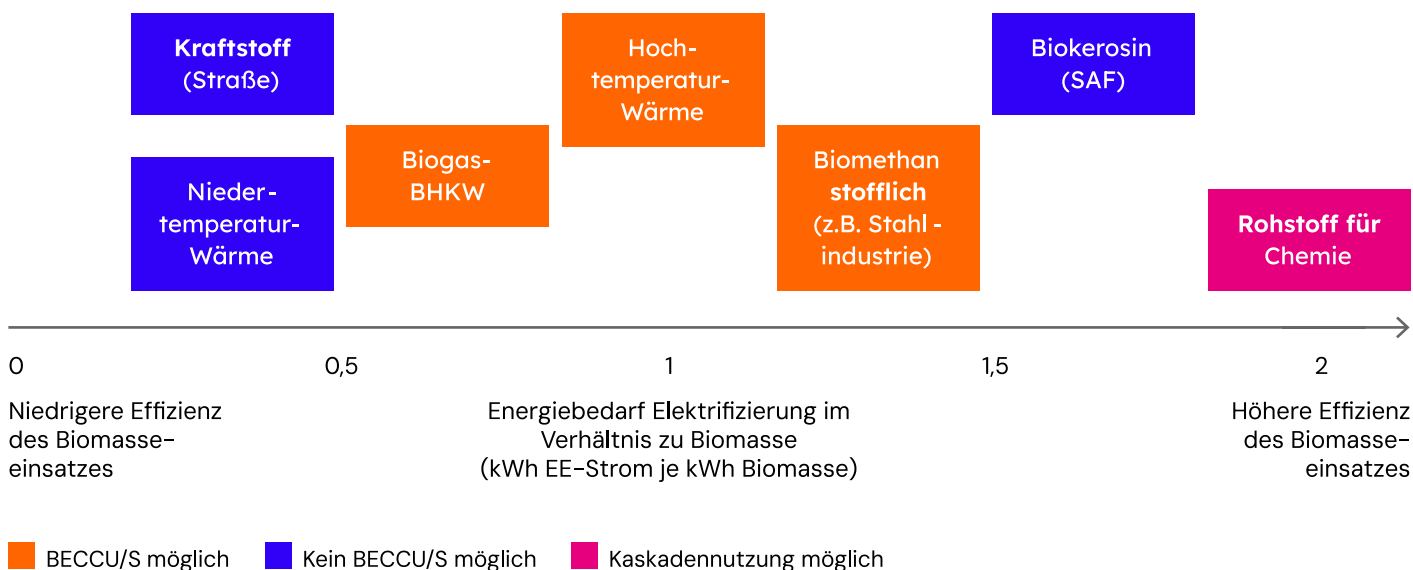 Kraftstoff
(Straße)
Hoch-
temperatur-
Wärme
Biokerosin
(SAF)
Nieder-
temperatur-
Wärme
Biogas-
BHKW
Biomethan
stofflich
(z.B. Stahl-
industrie)
Rohstoff für
Chemie
0
0,5
1
1,5
2
Niedrigere Effizienz
des Biomasse-
einsatzes
Energiebedarf Elektrifizierung im
Verhältnis zu Biomasse
(kWh EE-Strom je kWh Biomasse)
Höhere Effizienz
des Biomasse-
einsatzes
BECCU/S möglich
Kein BECCU/S möglich
Kaskadennutzung möglich